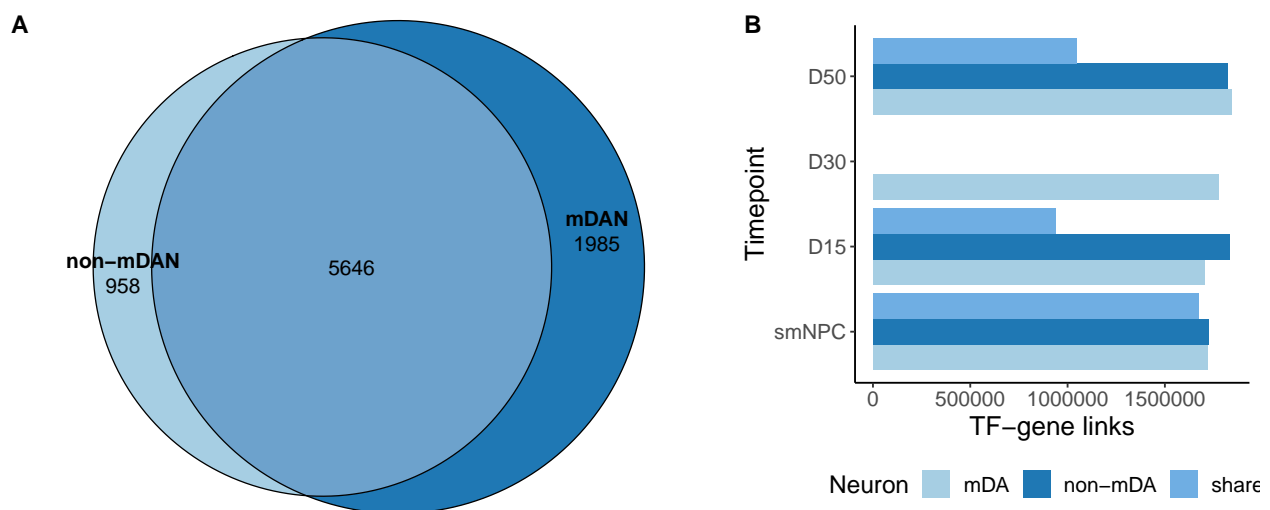 A
non−mDAN
958
5646
mDAN
1985
B
Timepoint
D50
D30
D15
smNPC
0 500000 1000000 1500000
TF−gene links
Neuron mDA non−mDA share